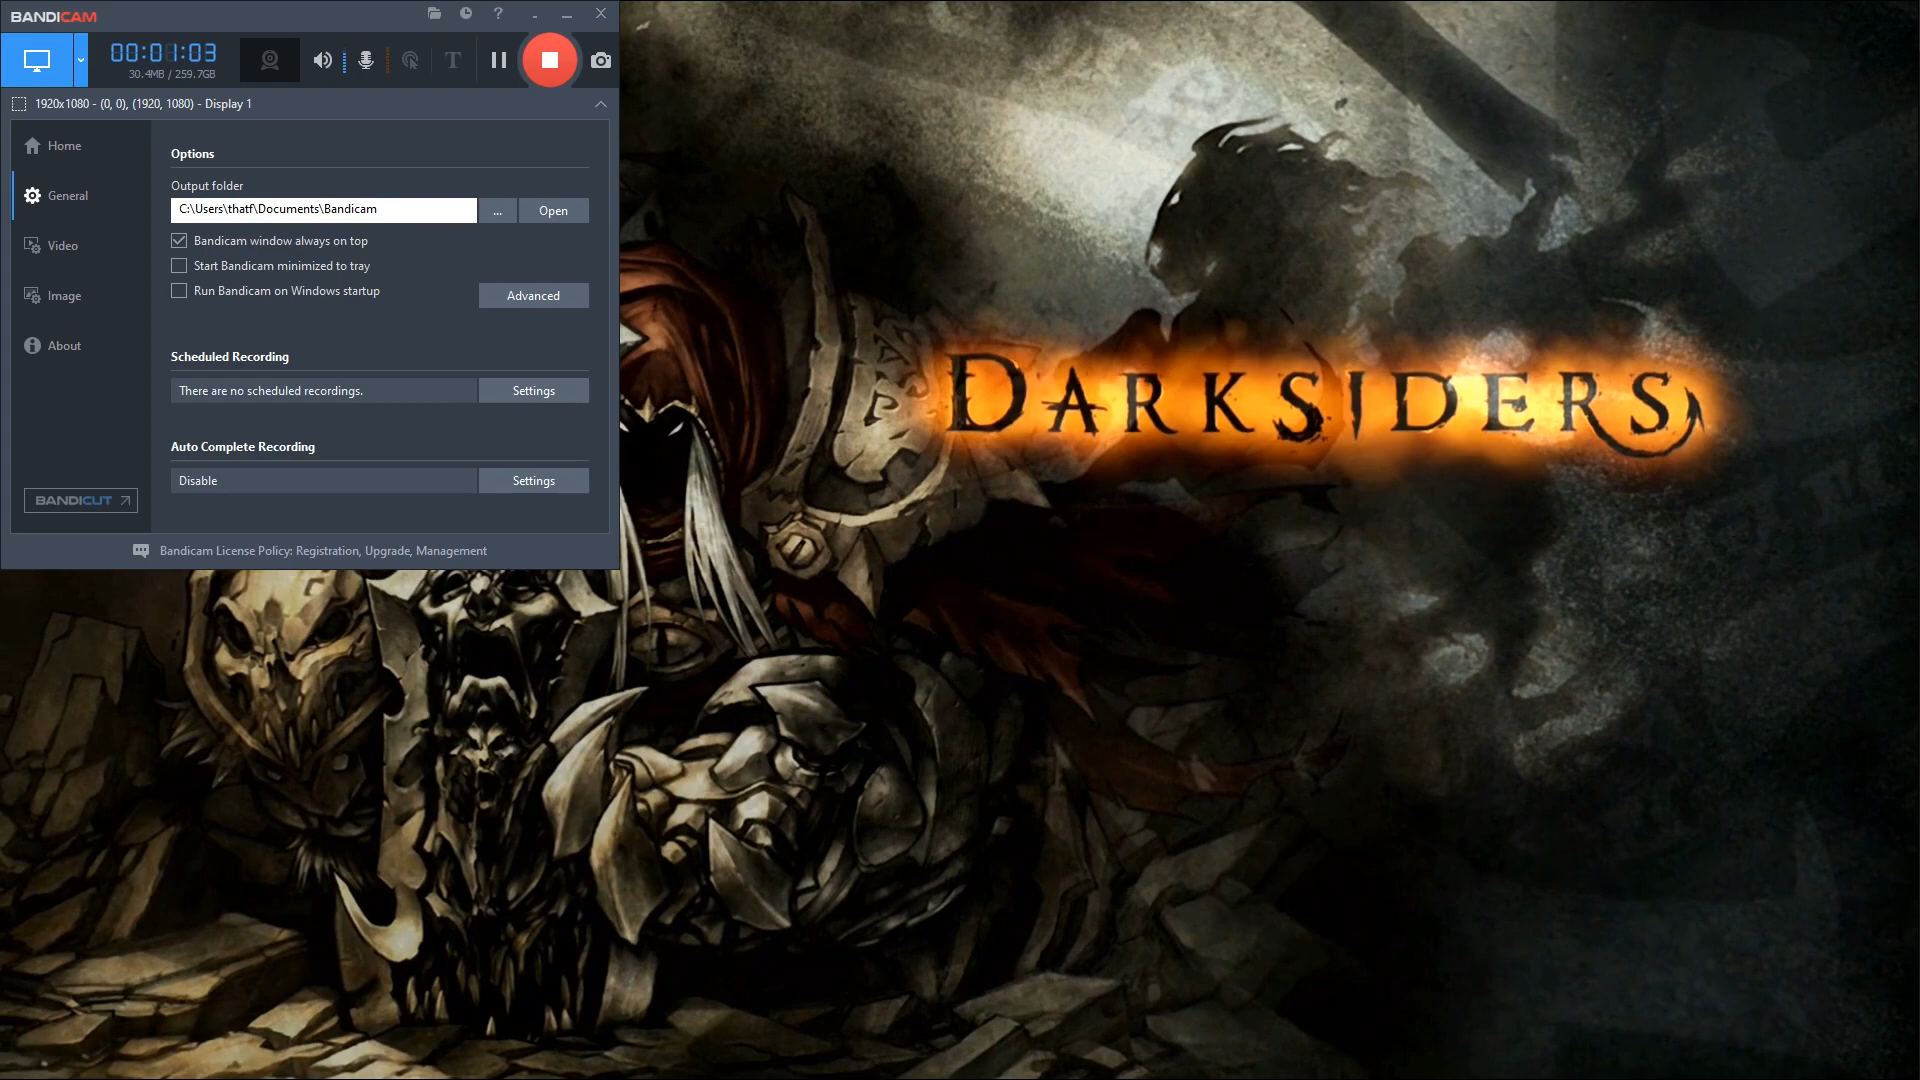 BANDICAM
00:01:03
30.4MB / 259.7GB
T
1920x1080 - (0, 0), (1920, 1080) - Display 1
Home
General
Video
Image
About
BANDICUT
Options
Output folder
C:\Users\thatf\Documents\Bandicam
...
Open
Bandicam window always on top
Start Bandicam minimized to tray
Run Bandicam on Windows startup
Advanced
Scheduled Recording
There are no scheduled recordings.
Settings
Auto Complete Recording
Disable
Settings
Bandicam License Policy: Registration, Upgrade, Management
DARKSIDERS